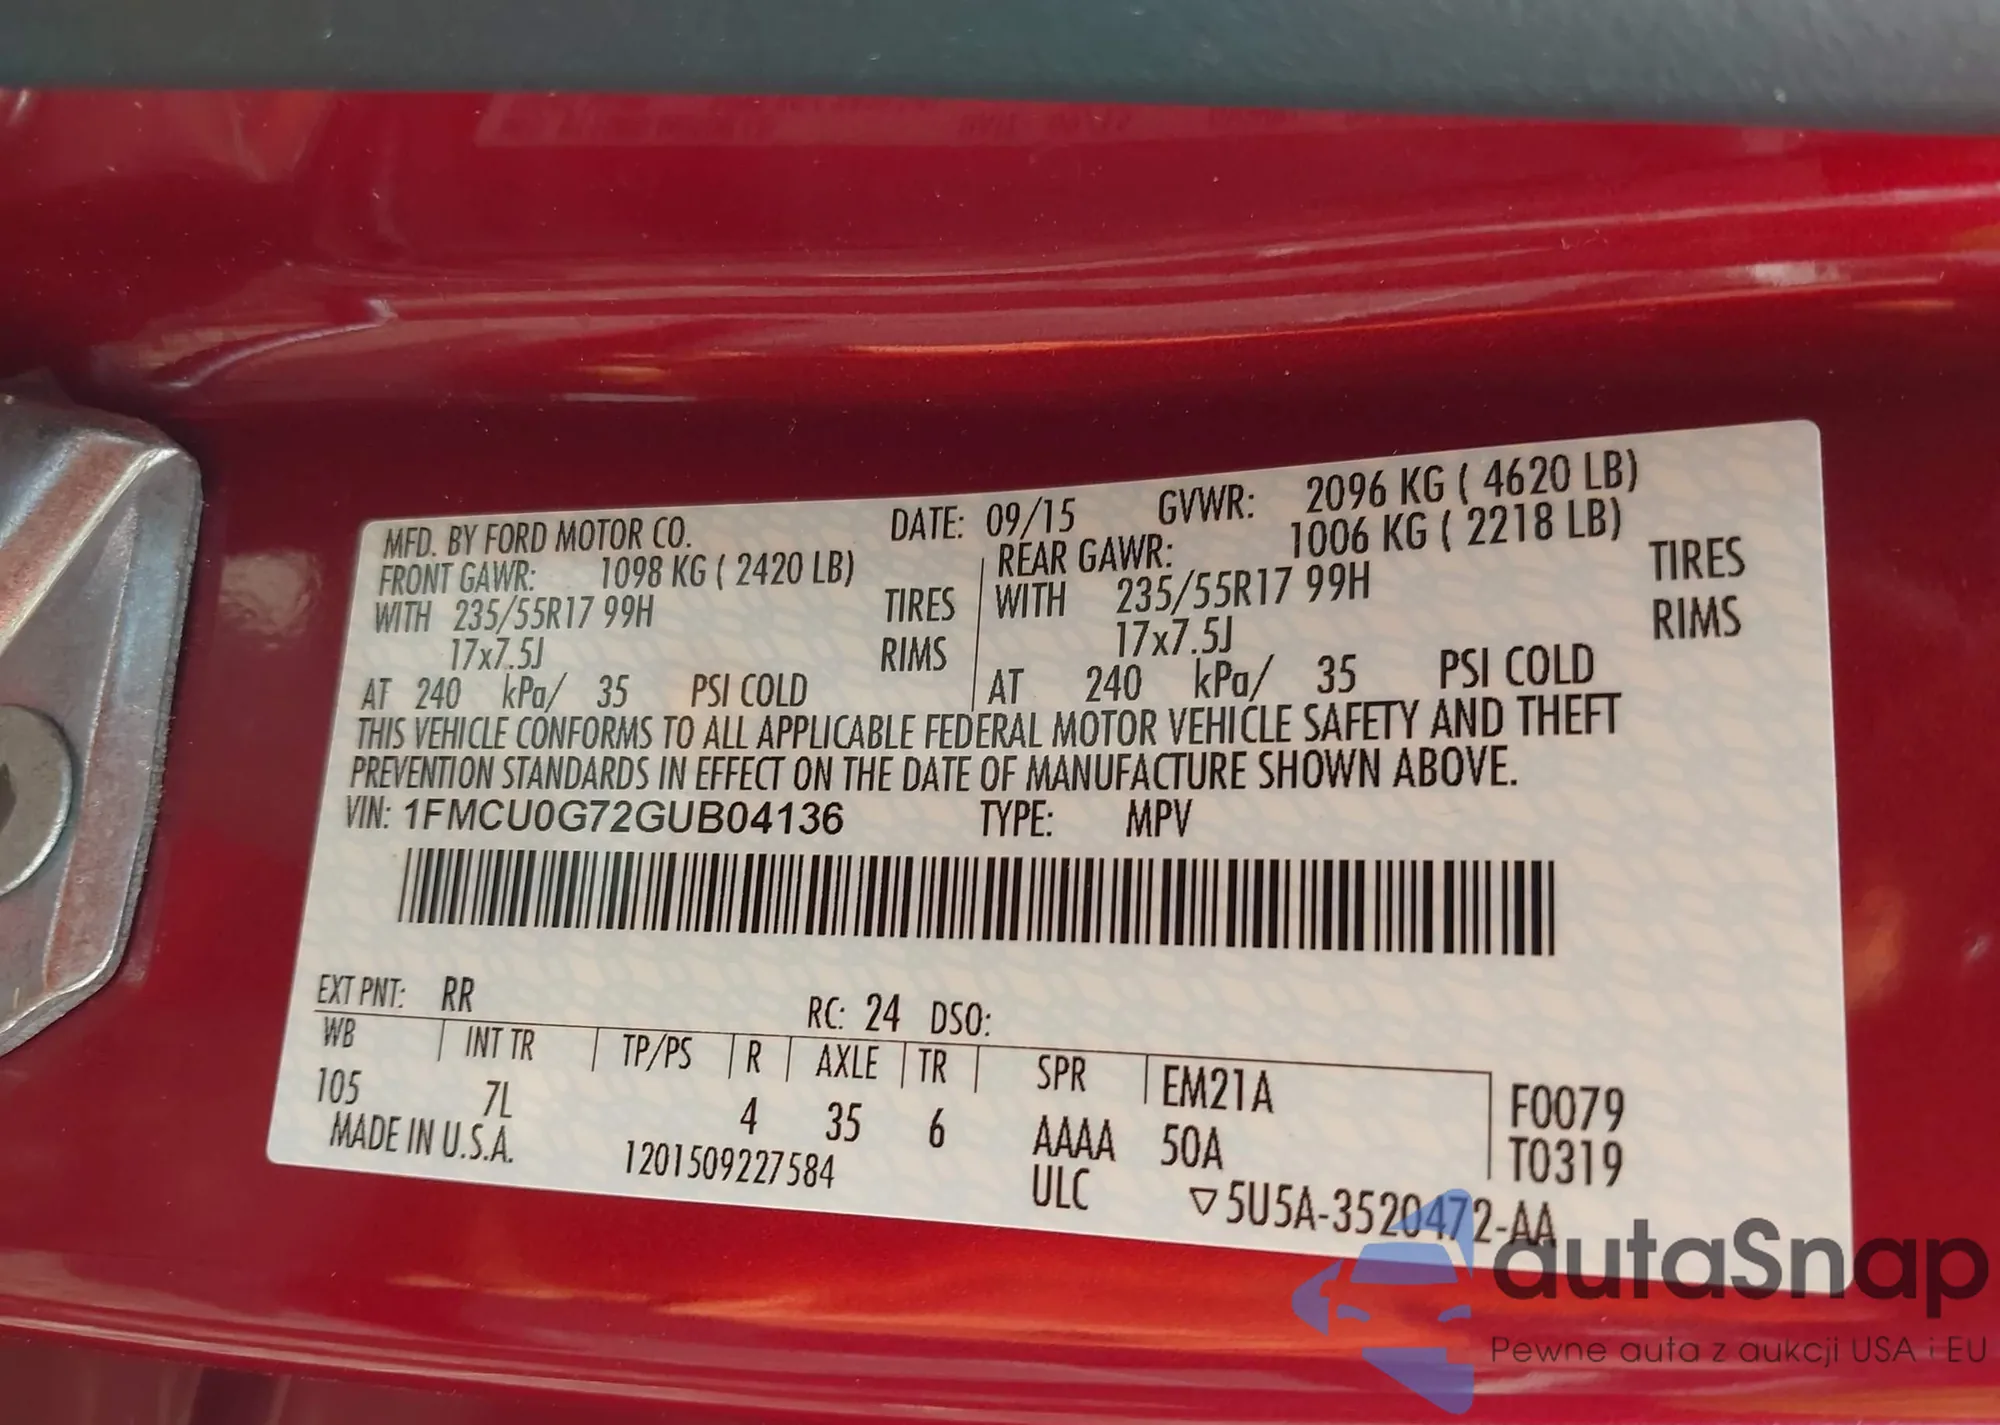 MFD. BY FORD MOTOR CO. DATE: 09/15 GVWR: 2096 KG ( 4620 LB)
FRONT GAWR: 1098 KG ( 2420 LB) REAR GAWR: 1006 KG ( 2218 LB)
WITH 235/55R17 99H TIRES WITH 235/55R17 99H TIRES
17x7.5J RIMS 17x7.5J RIMS
AT 240 kPa/ 35 PSI COLD AT 240 kPa/ 35 PSI COLD
THIS VEHICLE CONFORMS TO ALL APPLICABLE FEDERAL MOTOR VEHICLE SAFETY AND THEFT
PREVENTION STANDARDS IN EFFECT ON THE DATE OF MANUFACTURE SHOWN ABOVE.
VIN: 1FMCU0G72GUB04136 TYPE: MPV
EXT PNT: RR RC: 24 DSO:
WB INT TR TP/PS R AXLE TR SPR EM21A F0079
105 7L 4 35 6 AAAA 50A T0319
MADE IN U.S.A. 1201509227584 ULC ▽5U5A-3520472-AA
autaSnap
Pewne auta z aukcji USA i EU